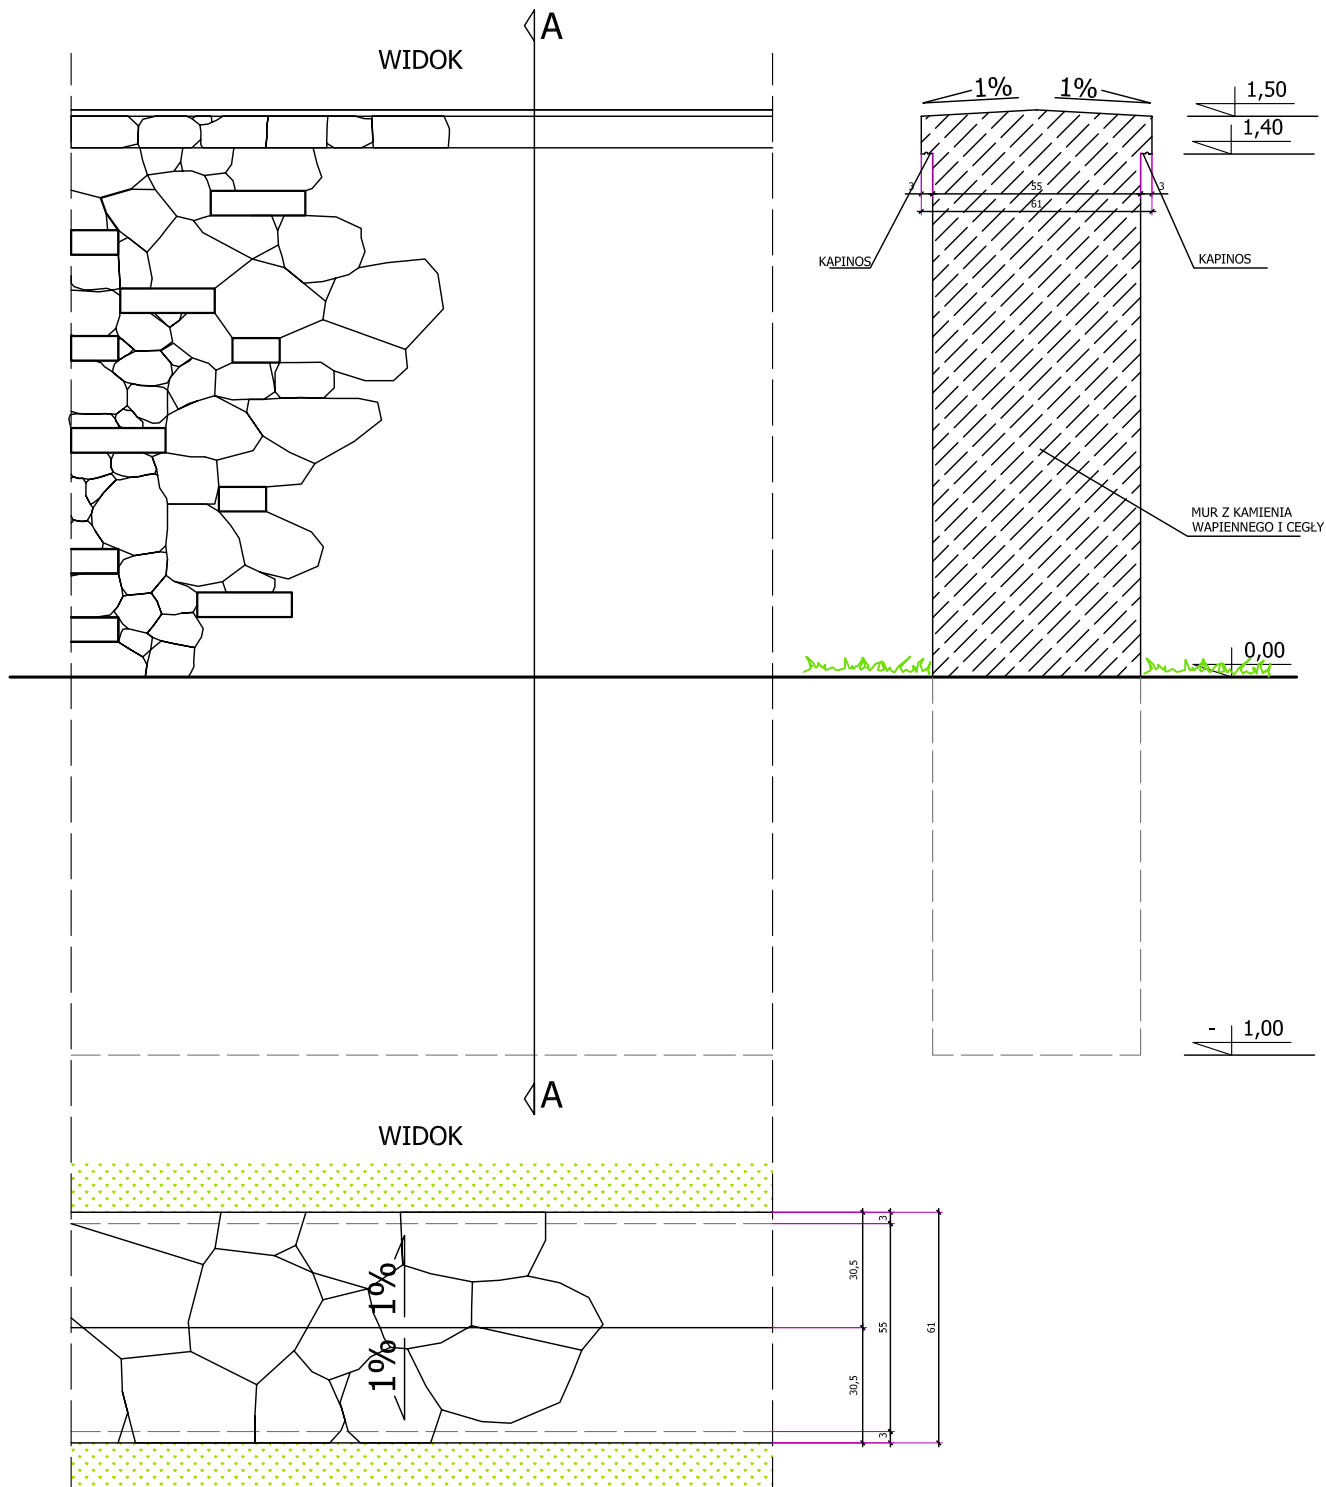 A
WIDOK
1% 1%
1,50
1,40
3 55 3
61
KAPINOS
KAPINOS
MUR Z KAMIENIA
WAPIENNEGO I CEGŁY
0,00
- 1,00
A
WIDOK
1%
1%
3
30,5
55
61
30,5
3